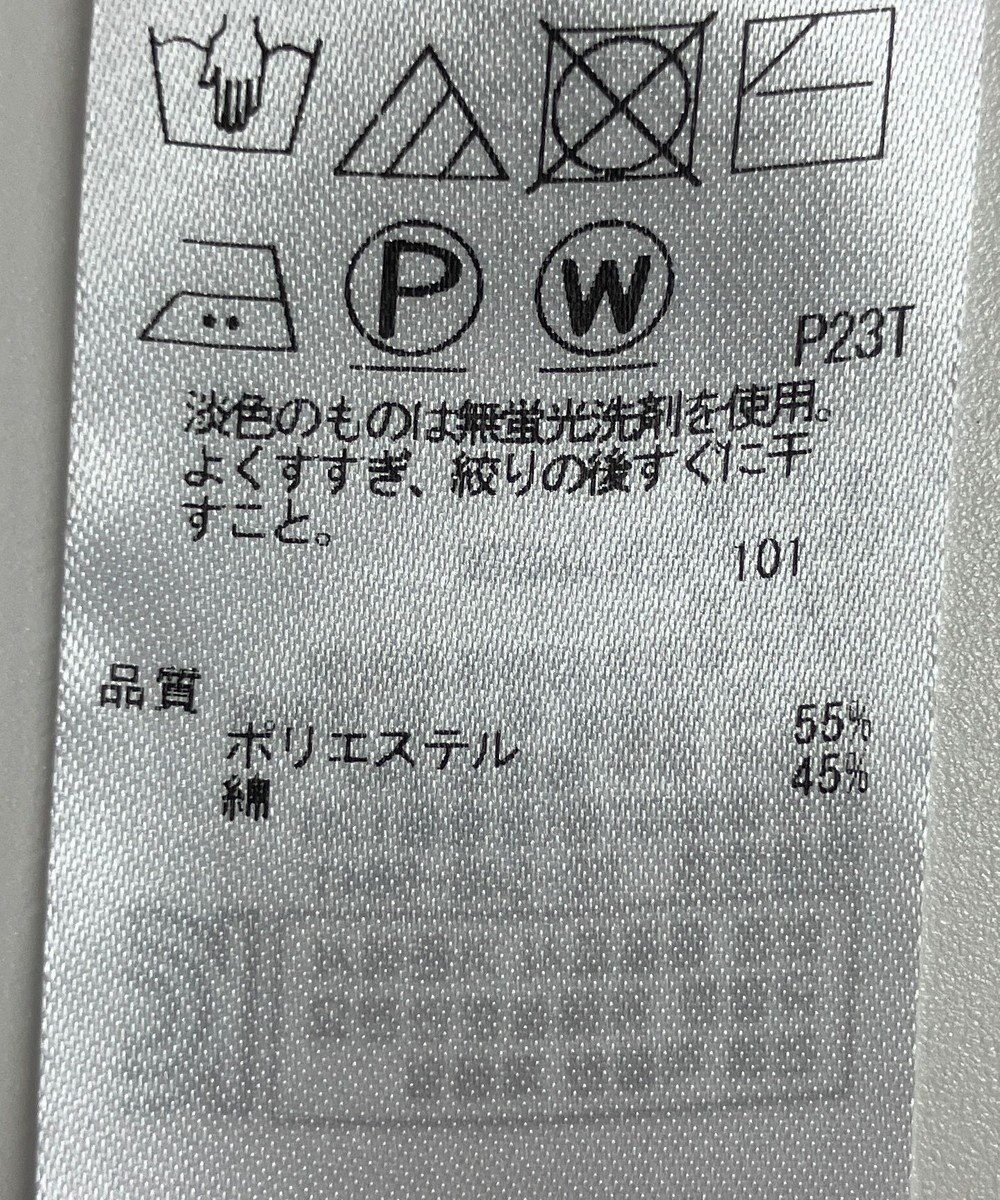 P
W
P23T
淡色のものは無蛍光洗剤を使用。
よくすすぎ、絞りの後すぐに干
すこと。
101
品質
ポリエステル 55%
綿 45%